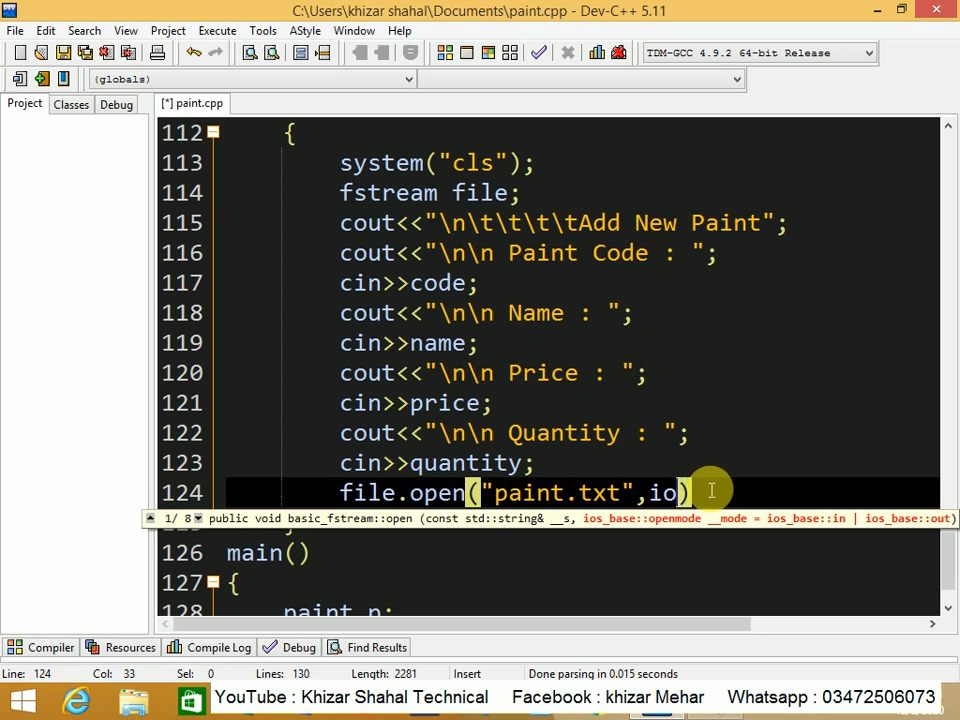 C:\Users\khizar shahal\Documents\paint.cpp - Dev-C++ 5.11
File Edit Search View Project Execute Tools AStyle Window Help
TDM-GCC 4.9.2 64-bit Release
(globals)
Project Classes Debug [*] paint.cpp
112 {
113 system("cls");
114 fstream file;
115 cout<<"\n\t\t\t\tAdd New Paint";
116 cout<<"\n\n Paint Code : ";
117 cin>>code;
118 cout<<"\n\n Name : ";
119 cin>>name;
120 cout<<"\n\n Price : ";
121 cin>>price;
122 cout<<"\n\n Quantity : ";
123 cin>>quantity;
124 file.open("paint.txt",io)
1/ 8 public void basic_fstream::open (const std::string& __s, ios_base::openmode __mode = ios_base::in | ios_base::out)
126 main()
127 {
128 paint p;
Compiler Resources Compile Log Debug Find Results
Line: 124 Col: 33 Sel: 0 Lines: 130 Length: 2281 Insert Done parsing in 0.015 seconds
YouTube : Khizar Shahal Technical Facebook : khizar Mehar Whatsapp : 03472506073